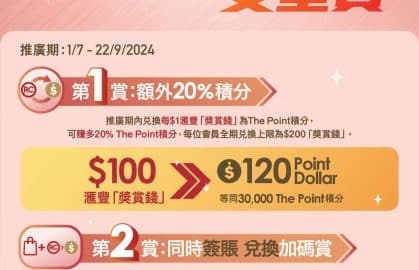 推廣期:1/7 - 22/9/2024
RC $ 第1賞:額外20%積分
推廣期內兌換每$1滙豐「獎賞錢」為The Point積分,
可賺多20% The Point積分,每位會員全期兌換上限為$200「獎賞錢」。
$100
滙豐「獎賞錢」
$120 Point Dollar
等同30,000 The Point積分
+ RC $ 第2賞:同時簽賬 兌換加碼賞